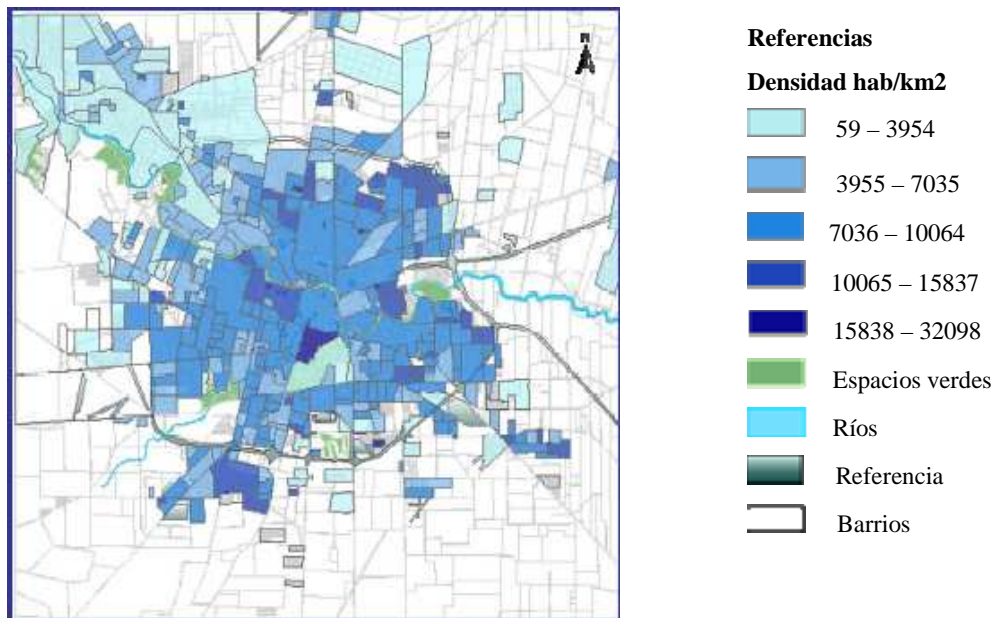 N
Referencias
Densidad hab/km2
59 – 3954
3955 – 7035
7036 – 10064
10065 – 15837
15838 – 32098
Espacios verdes
Ríos
Referencia
Barrios